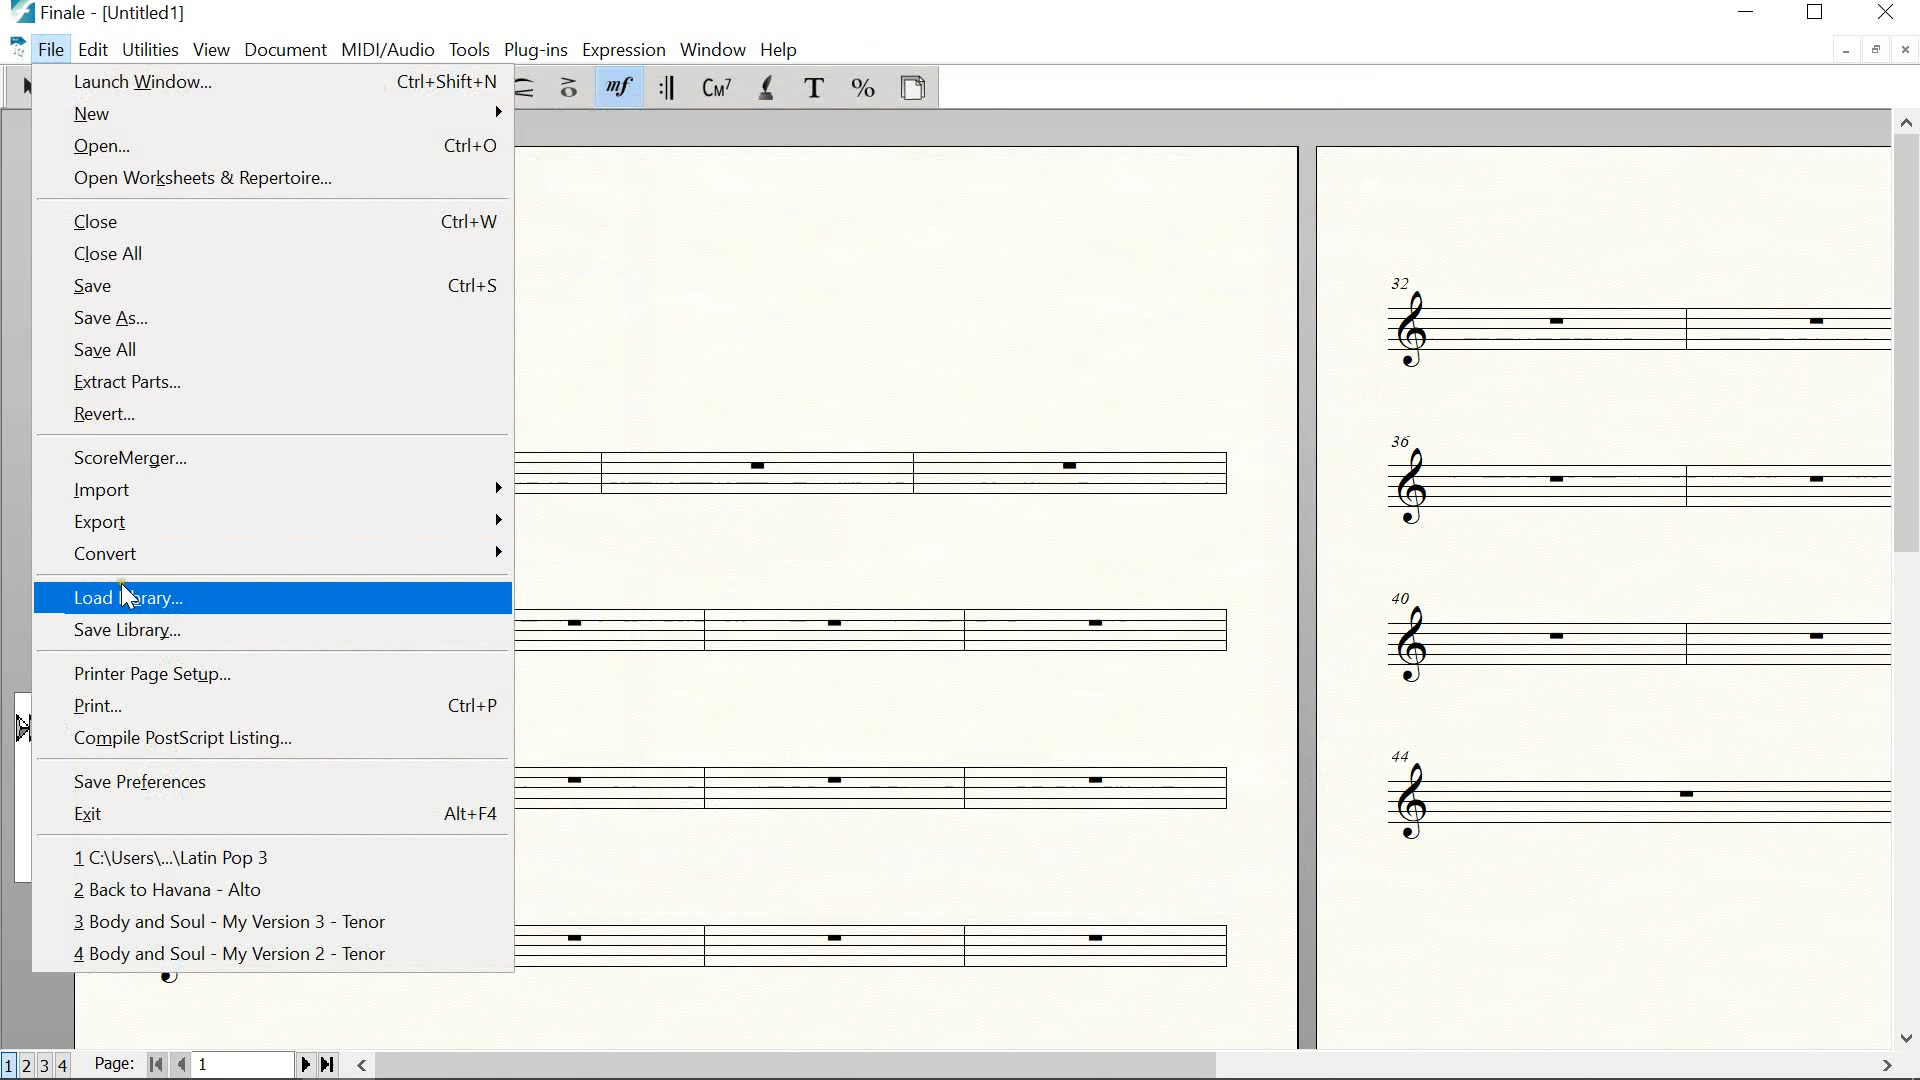 Finale - [Untitled1]
File Edit Utilities View Document MIDI/Audio Tools Plug-ins Expression Window Help
mf CM7 T %
Launch Window... Ctrl+Shift+N
New
Open... Ctrl+O
Open Worksheets & Repertoire...
Close Ctrl+W
Close All
Save Ctrl+S
Save As...
Save All
Extract Parts...
Revert...
ScoreMerger...
Import
Export
Convert
Load
Save Library...
Printer Page Setup...
Print... Ctrl+P
Compile PostScript Listing...
Save Preferences
Exit Alt+F4
1 C:\Users\...\Latin Pop 3
2 Back to Havana - Alto
3 Body and Soul - My Version 3 - Tenor
4 Body and Soul - My Version 2 - Tenor
32
36
40
44
1 2 3 4 Page: 1